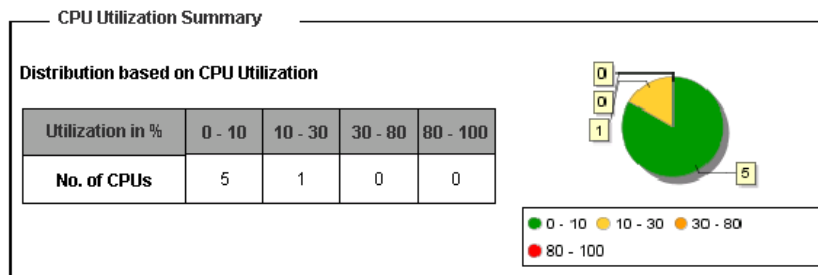 CPU Utilization Summary
Distribution based on CPU Utilization
Utilization in % 0 - 10 10 - 30 30 - 80 80 - 100
No. of CPUs 5 1 0 0
0
0
1
5
0 - 10 10 - 30 30 - 80
80 - 100